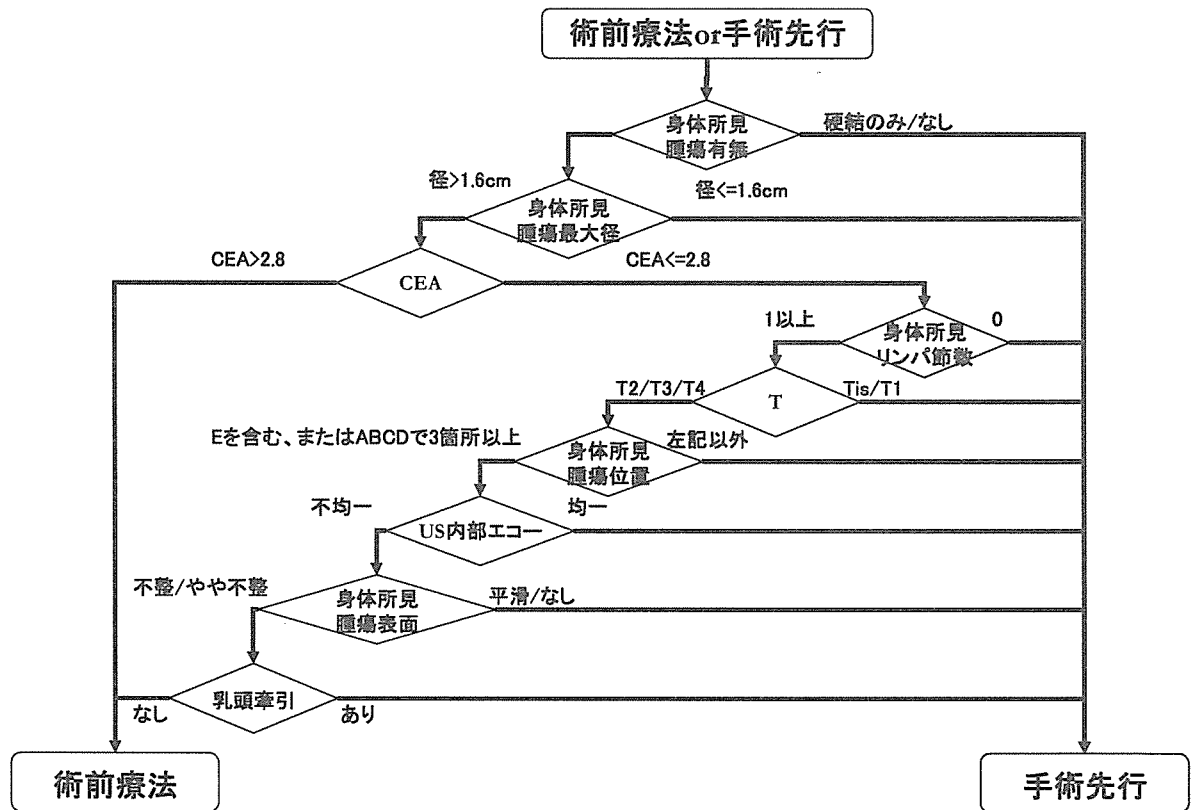 術前療法or手術先行
身体所見
腫瘍有無
硬結のみ/なし
径>1.6cm
径<=1.6cm
身体所見
腫瘍最大径
CEA>2.8
CEA<=2.8
CEA
1以上
0
身体所見
リンパ節数
T2/T3/T4
Tis/T1
T
Eを含む、またはABCDで3箇所以上
左記以外
身体所見
腫瘍位置
不均一
均一
US内部エコー
不整/やや不整
平滑/なし
身体所見
腫瘍表面
乳頭牽引
なし
あり
術前療法
手術先行